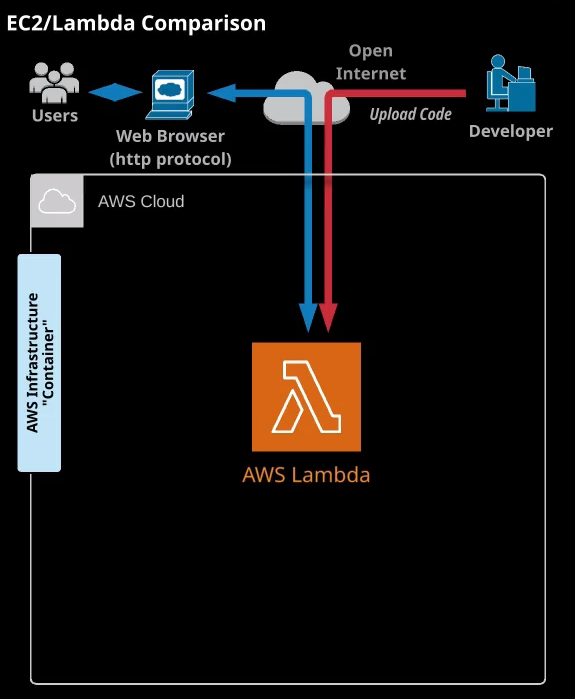 EC2/Lambda Comparison
Open
Internet
Upload Code
Users
Web Browser
(http protocol)
Developer
AWS Cloud
AWS Infrastructure
"Container"
AWS Lambda